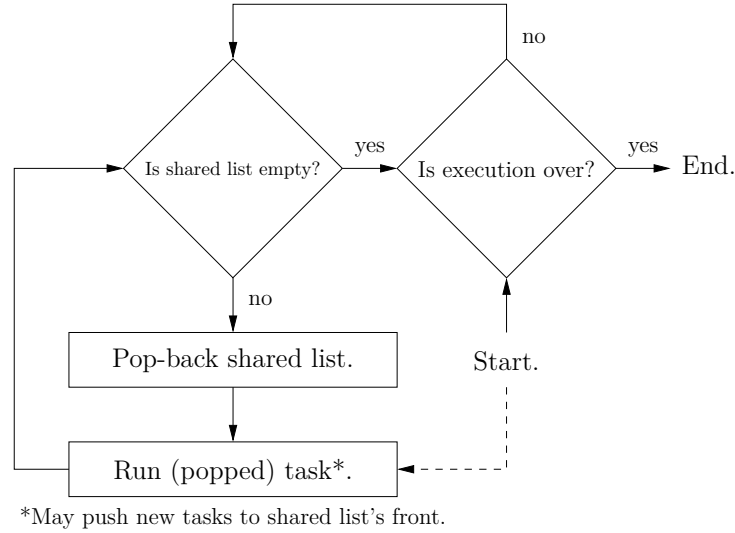 no
Is shared list empty?
yes
Is execution over?
yes
End.
no
Pop-back shared list.
Start.
Run (popped) task*.
*May push new tasks to shared list's front.